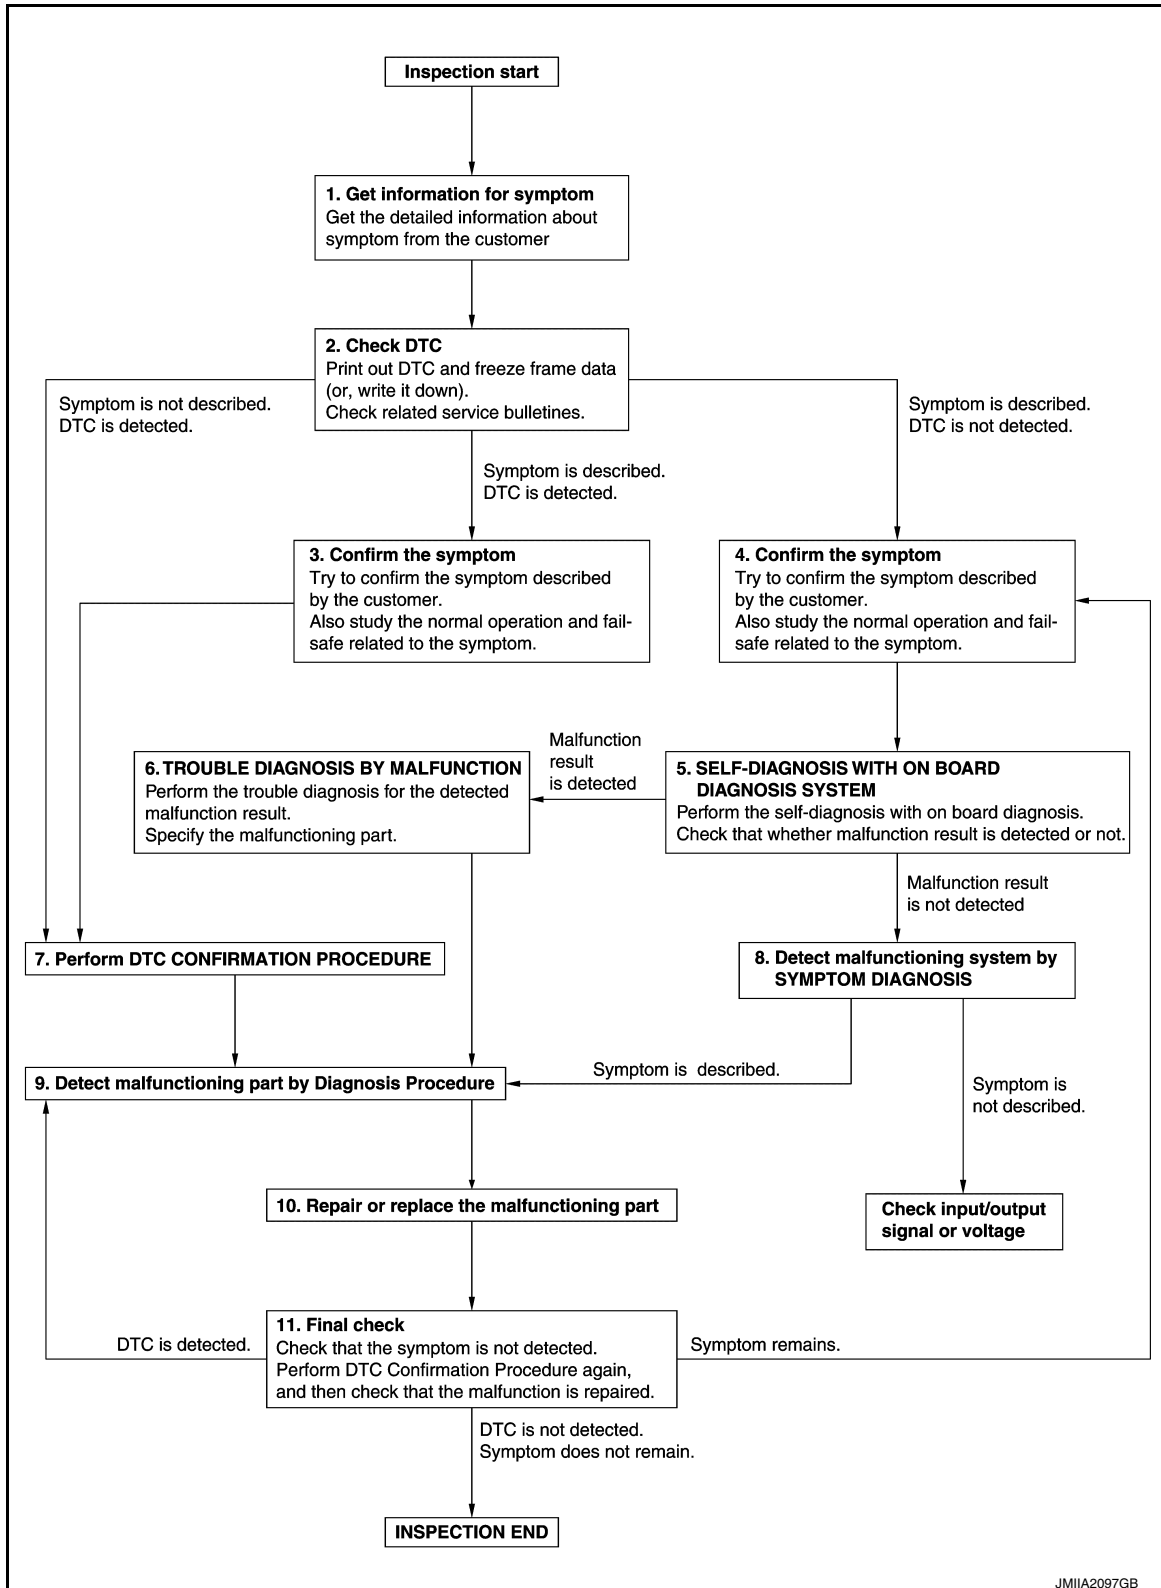 Inspection start
1. Get information for symptom
Get the detailed information about
symptom from the customer
2. Check DTC
Print out DTC and freeze frame data
(or, write it down).
Check related service bulletines.
Symptom is not described.
DTC is detected.
Symptom is described.
DTC is not detected.
Symptom is described.
DTC is detected.
3. Confirm the symptom
Try to confirm the symptom described
by the customer.
Also study the normal operation and fail-
safe related to the symptom.
4. Confirm the symptom
Try to confirm the symptom described
by the customer.
Also study the normal operation and fail-
safe related to the symptom.
Malfunction
result
is detected
6. TROUBLE DIAGNOSIS BY MALFUNCTION
Perform the trouble diagnosis for the detected
malfunction result.
Specify the malfunctioning part.
5. SELF-DIAGNOSIS WITH ON BOARD
DIAGNOSIS SYSTEM
Perform the self-diagnosis with on board diagnosis.
Check that whether malfunction result is detected or not.
Malfunction result
is not detected
7. Perform DTC CONFIRMATION PROCEDURE
8. Detect malfunctioning system by
SYMPTOM DIAGNOSIS
9. Detect malfunctioning part by Diagnosis Procedure
Symptom is described.
Symptom is
not described.
10. Repair or replace the malfunctioning part
Check input/output
signal or voltage
11. Final check
Check that the symptom is not detected.
Perform DTC Confirmation Procedure again,
and then check that the malfunction is repaired.
DTC is detected.
Symptom remains.
DTC is not detected.
Symptom does not remain.
INSPECTION END
JMIIA2097GB